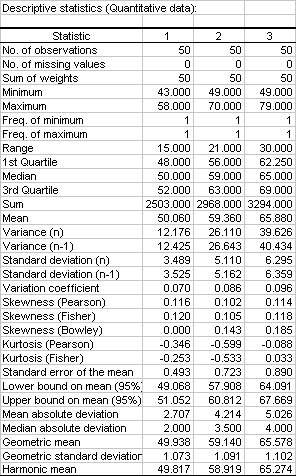 Descriptive statistics (Quantitative data):
Statistic 1 2 3
No. of observations 50 50 50
No. of missing values 0 0 0
Sum of weights 50 50 50
Minimum 43.000 49.000 49.000
Maximum 58.000 70.000 79.000
Freq. of minimum 1 1 1
Freq. of maximum 1 1 1
Range 15.000 21.000 30.000
1st Quartile 48.000 56.000 62.250
Median 50.000 59.000 65.000
3rd Quartile 52.000 63.000 69.000
Sum 2503.000 2968.000 3294.000
Mean 50.060 59.360 65.880
Variance (n) 12.176 26.110 39.626
Variance (n-1) 12.425 26.643 40.434
Standard deviation (n) 3.489 5.110 6.295
Standard deviation (n-1) 3.525 5.162 6.359
Variation coefficient 0.070 0.086 0.096
Skewness (Pearson) 0.116 0.102 0.114
Skewness (Fisher) 0.120 0.105 0.118
Skewness (Bowley) 0.000 0.143 0.185
Kurtosis (Pearson) -0.346 -0.599 -0.088
Kurtosis (Fisher) -0.253 -0.533 0.033
Standard error of the mean 0.493 0.723 0.890
Lower bound on mean (95% 49.068 57.908 64.091
Upper bound on mean (95%) 51.052 60.812 67.669
Mean absolute deviation 2.707 4.214 5.026
Median absolute deviation 2.000 3.500 4.000
Geometric mean 49.938 59.140 65.578
Geometric standard deviation 1.073 1.091 1.102
Harmonic mean 49.817 58.919 65.274